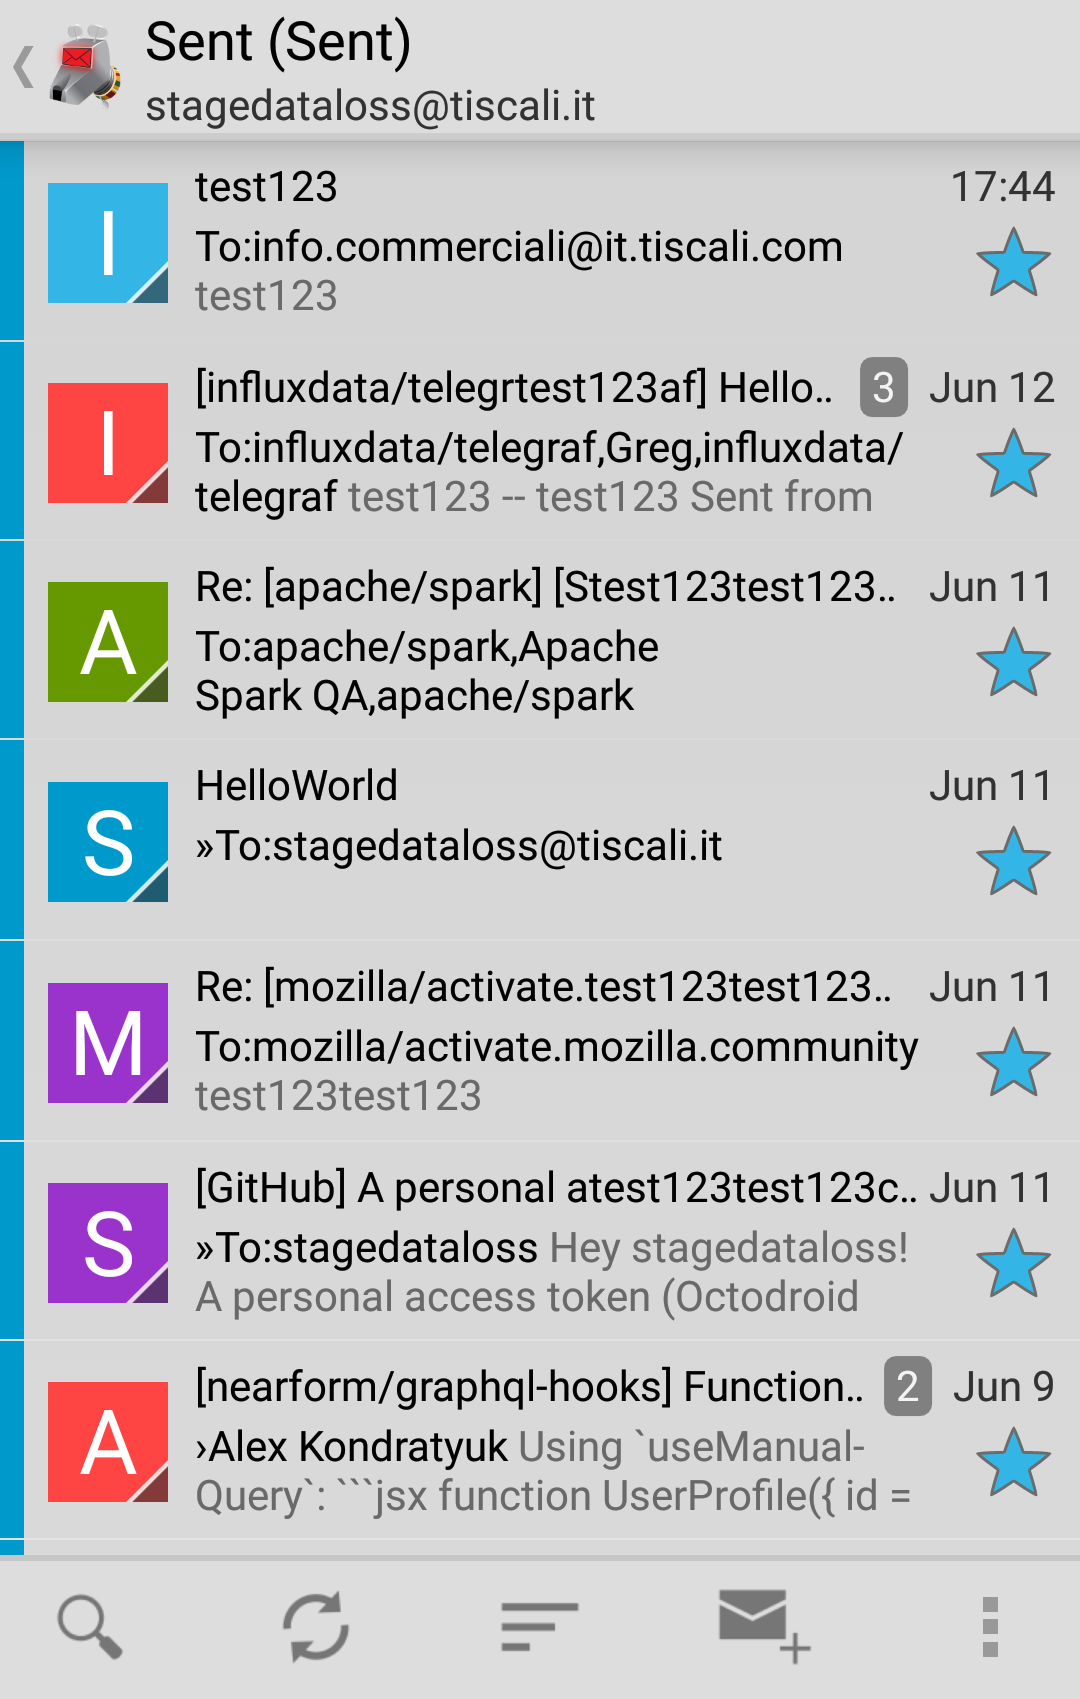 Sent (Sent)
stagedataloss@tiscali.it
I
test123
17:44
To:info.commerciali@it.tiscali.com
test123
I
[influxdata/telegrtest123af] Hello..
3
Jun 12
To:influxdata/telegraf,Greg,influxdata/
telegraf test123 -- test123 Sent from
A
Re: [apache/spark] [Stest123test123..
Jun 11
To:apache/spark,Apache
Spark QA,apache/spark
S
HelloWorld
Jun 11
»To:stagedataloss@tiscali.it
M
Re: [mozilla/activate.test123test123..
Jun 11
To:mozilla/activate.mozilla.community
test123test123
S
[GitHub] A personal atest123test123c..
Jun 11
»To:stagedataloss Hey stagedataloss!
A personal access token (Octodroid
A
[nearform/graphql-hooks] Function..
2
Jun 9
›Alex Kondratyuk Using `useManual-
Query`: ```jsx function UserProfile({ id =